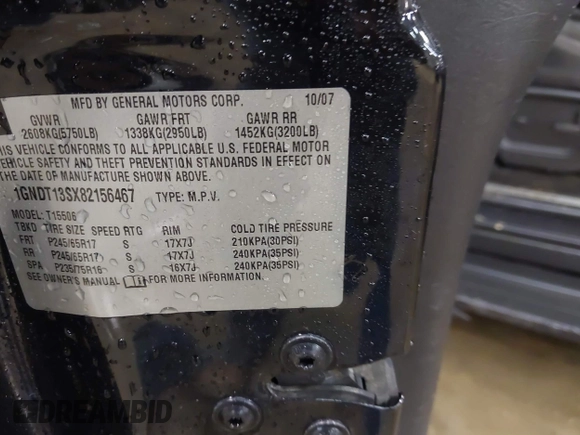 MFD BY GENERAL MOTORS CORP. 10/07
GVWR GAWR FRT GAWR RR
2608KG(5750LB) 1338KG(2950LB) 1452KG(3200LB)
THIS VEHICLE CONFORMS TO ALL APPLICABLE U.S. FEDERAL MOTOR
VEHICLE SAFETY AND THEFT PREVENTION STANDARDS IN EFFECT ON
THE DATE OF MANUFACTURE SHOWN ABOVE.
1GNDT13SX82156467 TYPE: M.P.V.
MODEL: T15506
TBKD TIRE SIZE SPEED RTG RIM COLD TIRE PRESSURE
FRT P245/65R17 S 17X7J 210KPA(30PSI)
RR P245/65R17 S 17X7J 240KPA(35PSI)
SPA P235/75R16 S 16X7J 240KPA(35PSI)
SEE OWNER'S MANUAL FOR MORE INFORMATION.
DREAMBID